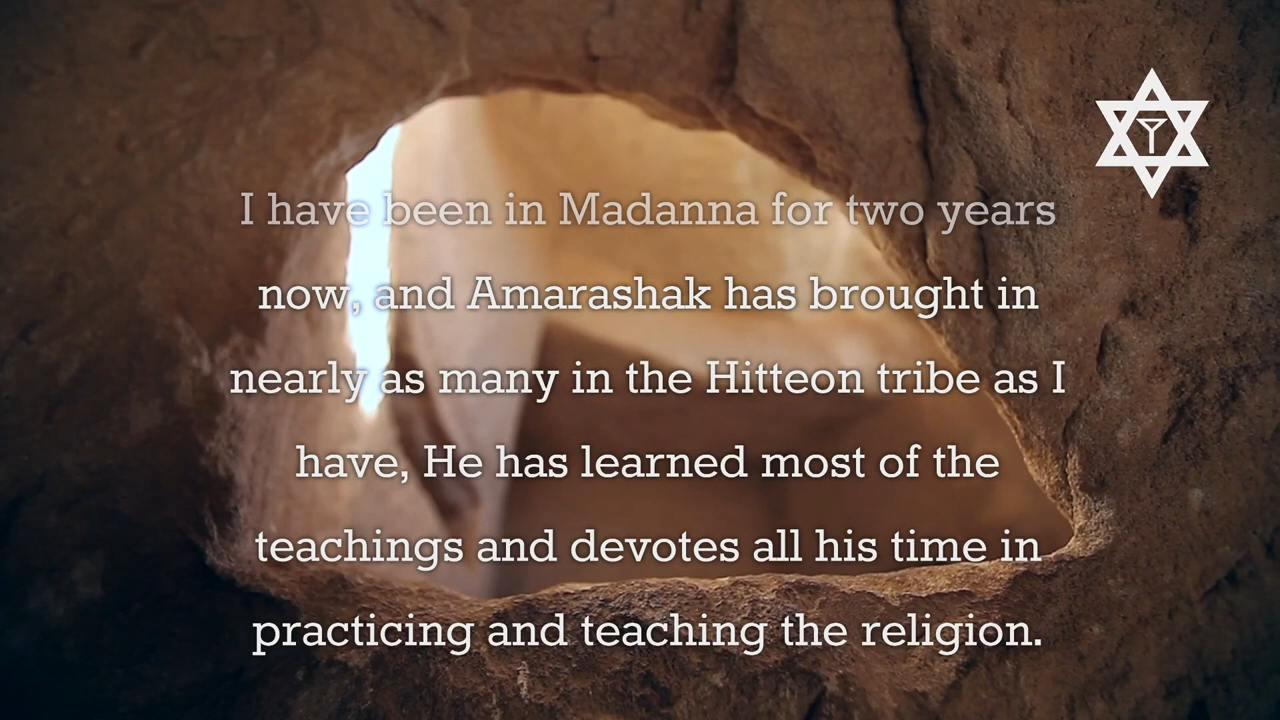 I have been in Madanna for two years
now, and Amarashak has brought in
nearly as many in the Hitteon tribe as I
have, He has learned most of the
teachings and devotes all his time in
practicing and teaching the religion.